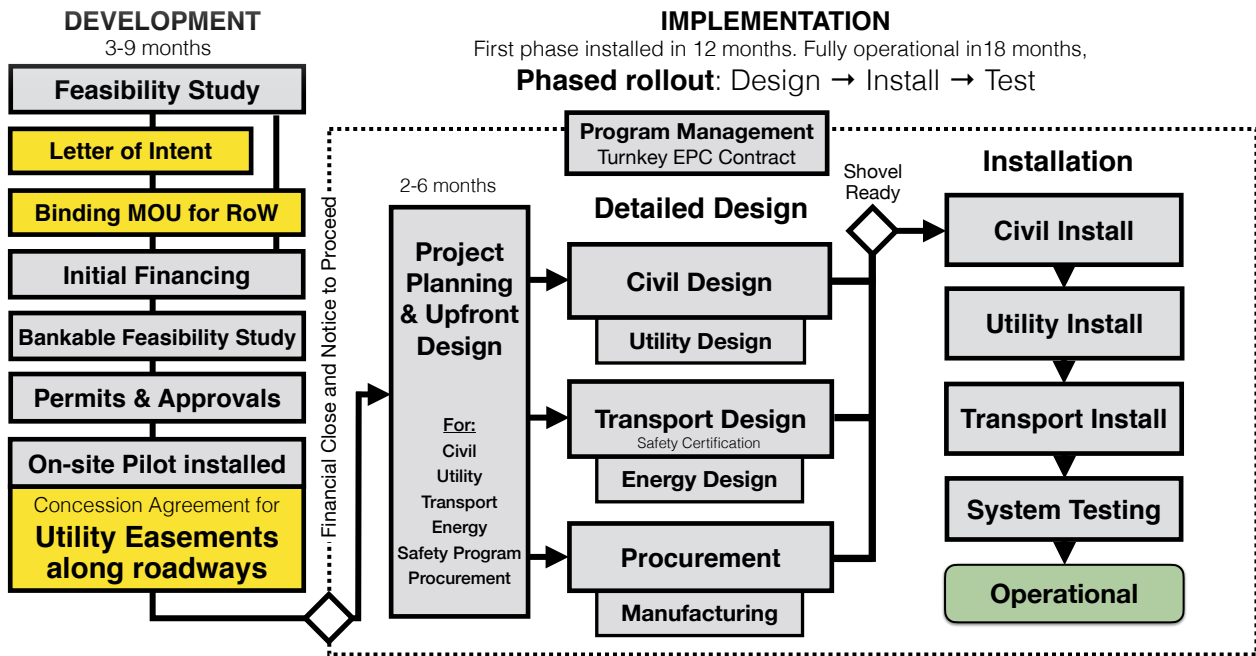 DEVELOPMENT
3-9 months
Feasibility Study
Letter of Intent
Binding MOU for RoW
Initial Financing
Bankable Feasibility Study
Permits & Approvals
On-site Pilot installed
Concession Agreement for
Utility Easements
along roadways
Financial Close and Notice to Proceed
IMPLEMENTATION
First phase installed in 12 months. Fully operational in18 months,
Phased rollout: Design → Install → Test
Program Management
Turnkey EPC Contract
2-6 months
Project
Planning
& Upfront
Design
For:
Civil
Utility
Transport
Energy
Safety Program
Procurement
Detailed Design
Civil Design
Utility Design
Transport Design
Safety Certification
Energy Design
Procurement
Manufacturing
Shovel
Ready
Installation
Civil Install
Utility Install
Transport Install
System Testing
Operational